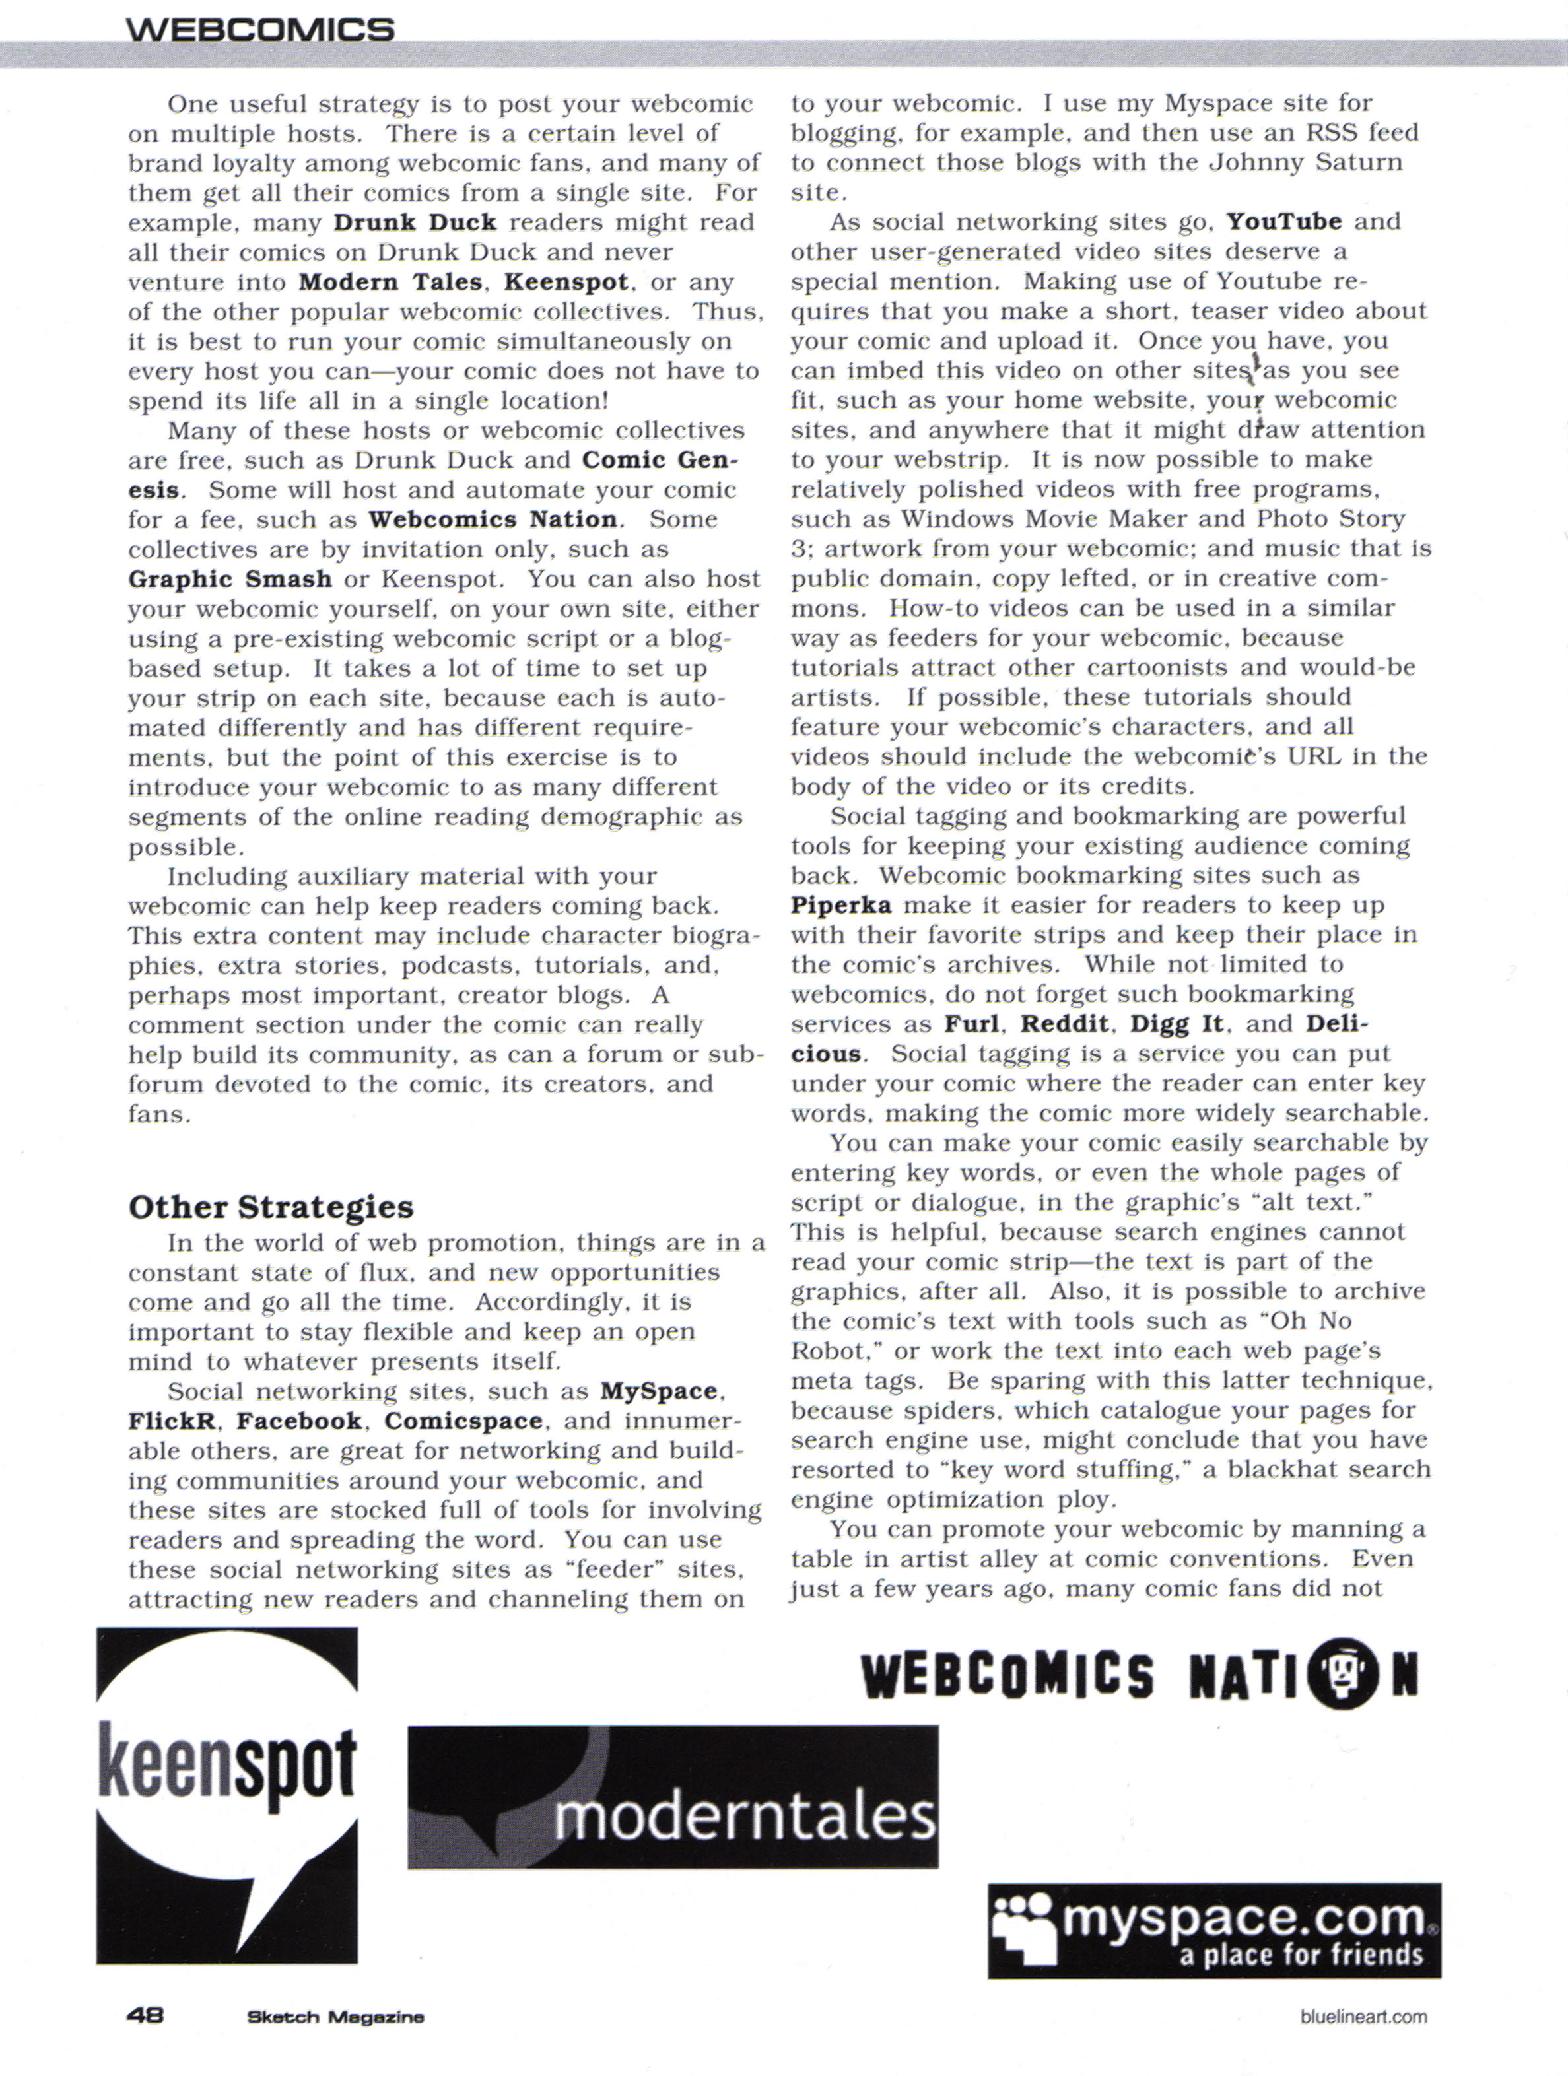 WEBCOMICS
One useful strategy is to post your webcomic
on multiple hosts.  There is a certain level of
brand loyalty among webcomic fans, and many of
them get all their comics from a single site.  For
example, many Drunk Duck readers might read
all their comics on Drunk Duck and never
venture into Modern Tales, Keenspot, or any
of the other popular webcomic collectives.  Thus,
it is best to run your comic simultaneously on
every host you can—your comic does not have to
spend its life all in a single location!
Many of these hosts or webcomic collectives
are free, such as Drunk Duck and Comic Gen-
esis.  Some will host and automate your comic
for a fee, such as Webcomics Nation.  Some
collectives are by invitation only, such as
Graphic Smash or Keenspot.  You can also host
your webcomic yourself, on your own site, either
using a pre-existing webcomic script or a blog-
based setup.  It takes a lot of time to set up
your strip on each site, because each is auto-
mated differently and has different require-
ments, but the point of this exercise is to
introduce your webcomic to as many different
segments of the online reading demographic as
possible.
Including auxiliary material with your
webcomic can help keep readers coming back.
This extra content may include character biogra-
phies, extra stories, podcasts, tutorials, and,
perhaps most important, creator blogs.  A
comment section under the comic can really
help build its community, as can a forum or sub-
forum devoted to the comic, its creators, and
fans.
Other Strategies
In the world of web promotion, things are in a
constant state of flux, and new opportunities
come and go all the time.  Accordingly, it is
important to stay flexible and keep an open
mind to whatever presents itself.
Social networking sites, such as MySpace,
FlickR, Facebook, Comicspace, and innumer-
able others, are great for networking and build-
ing communities around your webcomic, and
these sites are stocked full of tools for involving
readers and spreading the word.  You can use
these social networking sites as "feeder" sites,
attracting new readers and channeling them on
to your webcomic.  I use my Myspace site for
blogging, for example, and then use an RSS feed
to connect those blogs with the Johnny Saturn
site.
As social networking sites go, YouTube and
other user-generated video sites deserve a
special mention.  Making use of Youtube re-
quires that you make a short, teaser video about
your comic and upload it.  Once you have, you
can imbed this video on other sites as you see
fit, such as your home website, your webcomic
sites, and anywhere that it might draw attention
to your webstrip.  It is now possible to make
relatively polished videos with free programs,
such as Windows Movie Maker and Photo Story
3; artwork from your webcomic; and music that is
public domain, copy lefted, or in creative com-
mons.  How-to videos can be used in a similar
way as feeders for your webcomic, because
tutorials attract other cartoonists and would-be
artists.  If possible, these tutorials should
feature your webcomic's characters, and all
videos should include the webcomic's URL in the
body of the video or its credits.
Social tagging and bookmarking are powerful
tools for keeping your existing audience coming
back.  Webcomic bookmarking sites such as
Piperka make it easier for readers to keep up
with their favorite strips and keep their place in
the comic's archives.  While not limited to
webcomics, do not forget such bookmarking
services as Furl, Reddit, Digg It, and Deli-
cious.  Social tagging is a service you can put
under your comic where the reader can enter key
words, making the comic more widely searchable.
You can make your comic easily searchable by
entering key words, or even the whole pages of
script or dialogue, in the graphic's "alt text."
This is helpful, because search engines cannot
read your comic strip—the text is part of the
graphics, after all.  Also, it is possible to archive
the comic's text with tools such as "Oh No
Robot," or work the text into each web page's
meta tags.  Be sparing with this latter technique,
because spiders, which catalogue your pages for
search engine use, might conclude that you have
resorted to "key word stuffing," a blackhat search
engine optimization ploy.
You can promote your webcomic by manning a
table in artist alley at comic conventions.  Even
just a few years ago, many comic fans did not
keenspot
WEBCOMICS NATION
moderntales
myspace.com®
a place for friends
48 Sketch Magazine
bluelineart.com